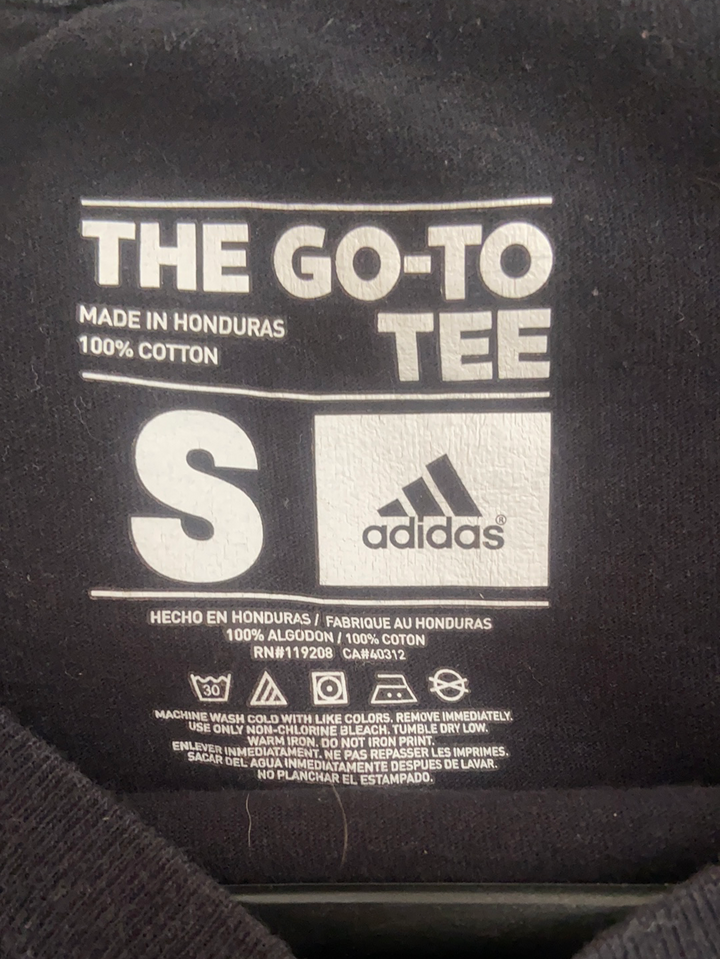 THE GO-TO
TEE
MADE IN HONDURAS
100% COTTON
S
adidas®
HECHO EN HONDURAS / FABRIQUE AU HONDURAS
100% ALGODON / 100% COTON
RN#119208 CA#40312
30
MACHINE WASH COLD WITH LIKE COLORS. REMOVE IMMEDIATELY.
USE ONLY NON-CHLORINE BLEACH. TUMBLE DRY LOW.
WARM IRON. DO NOT IRON PRINT.
ENLEVER INMEDIATAMENT. NE PAS REPASSER LES IMPRIMES.
SACAR DEL AGUA INMEDIATAMENTE DESPUES DE LAVAR.
NO PLANCHAR EL ESTAMPADO.